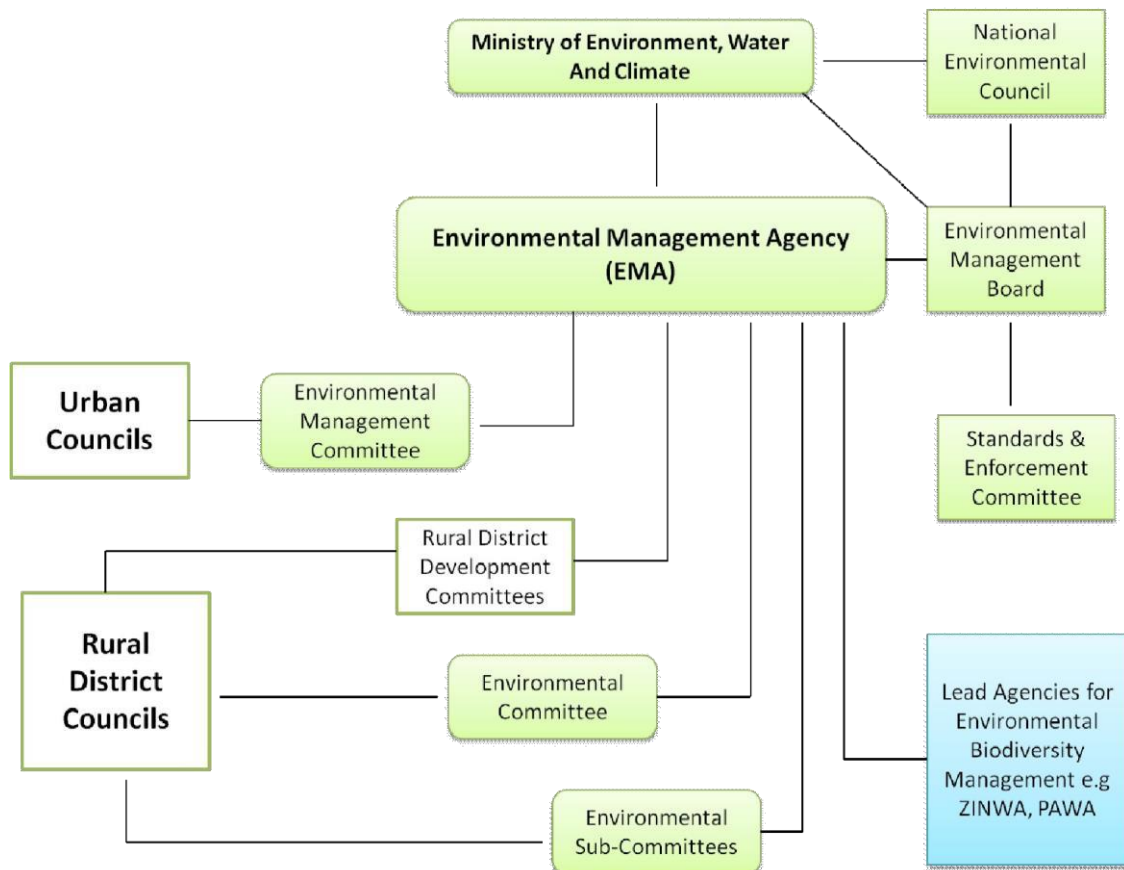 Ministry of Environment, Water
And Climate
National
Environmental
Council
Environmental Management Agency
(EMA)
Environmental
Management
Board
Urban
Councils
Environmental
Management
Committee
Standards &
Enforcement
Committee
Rural District
Development
Committees
Rural
District
Councils
Environmental
Committee
Lead Agencies for
Environmental
Biodiversity
Management e.g
ZINWA, PAWA
Environmental
Sub-Committees